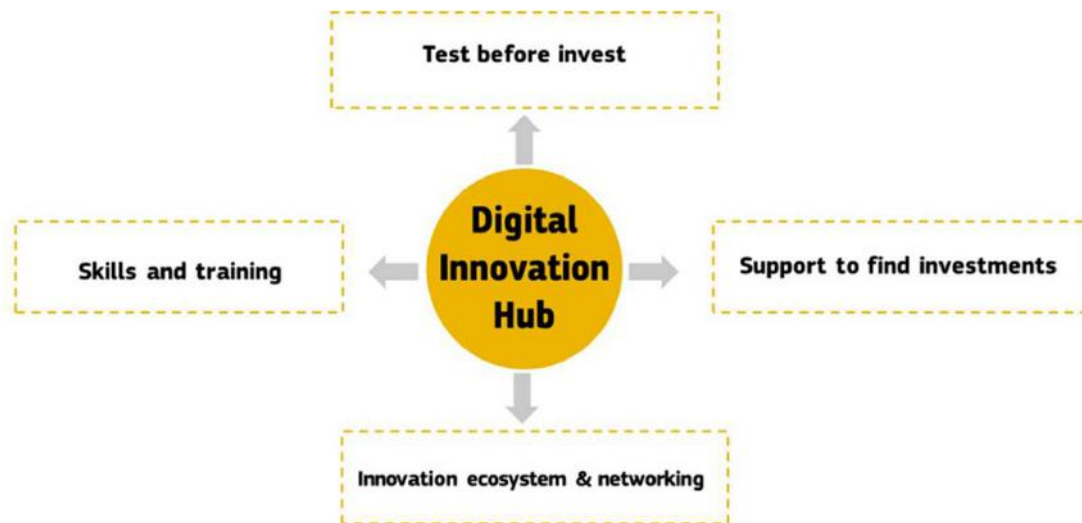 Test before invest
Skills and training
Digital
Innovation
Hub
Support to find investments
Innovation ecosystem & networking